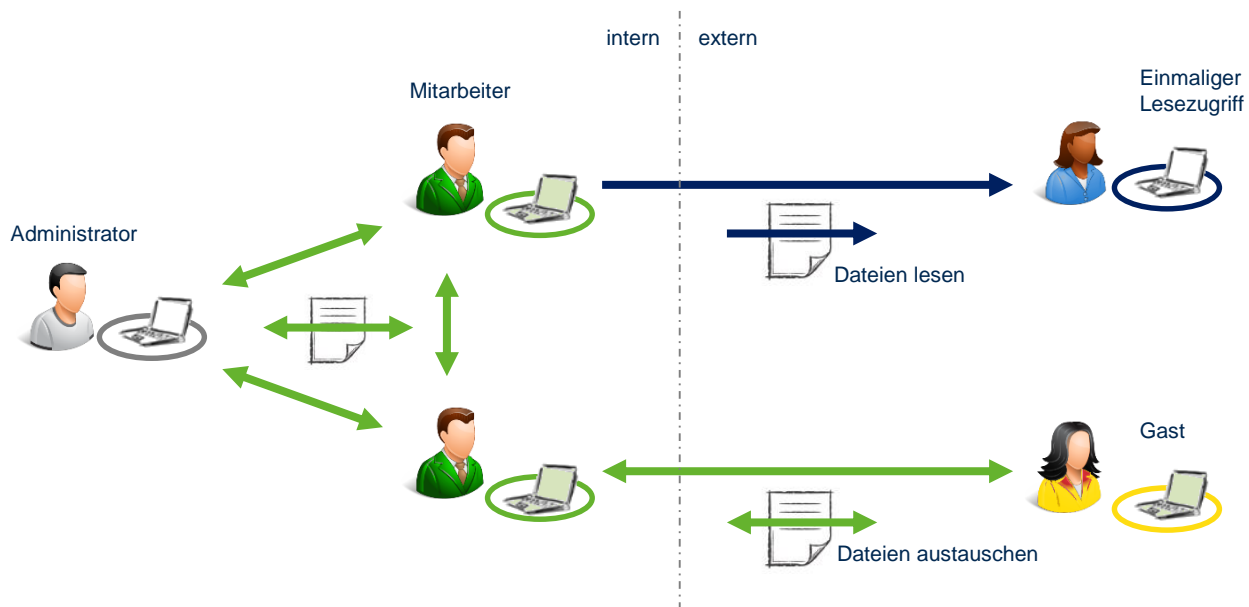 intern
extern
Mitarbeiter
Einmaliger
Lesezugriff
Administrator
Dateien lesen
Gast
Dateien austauschen